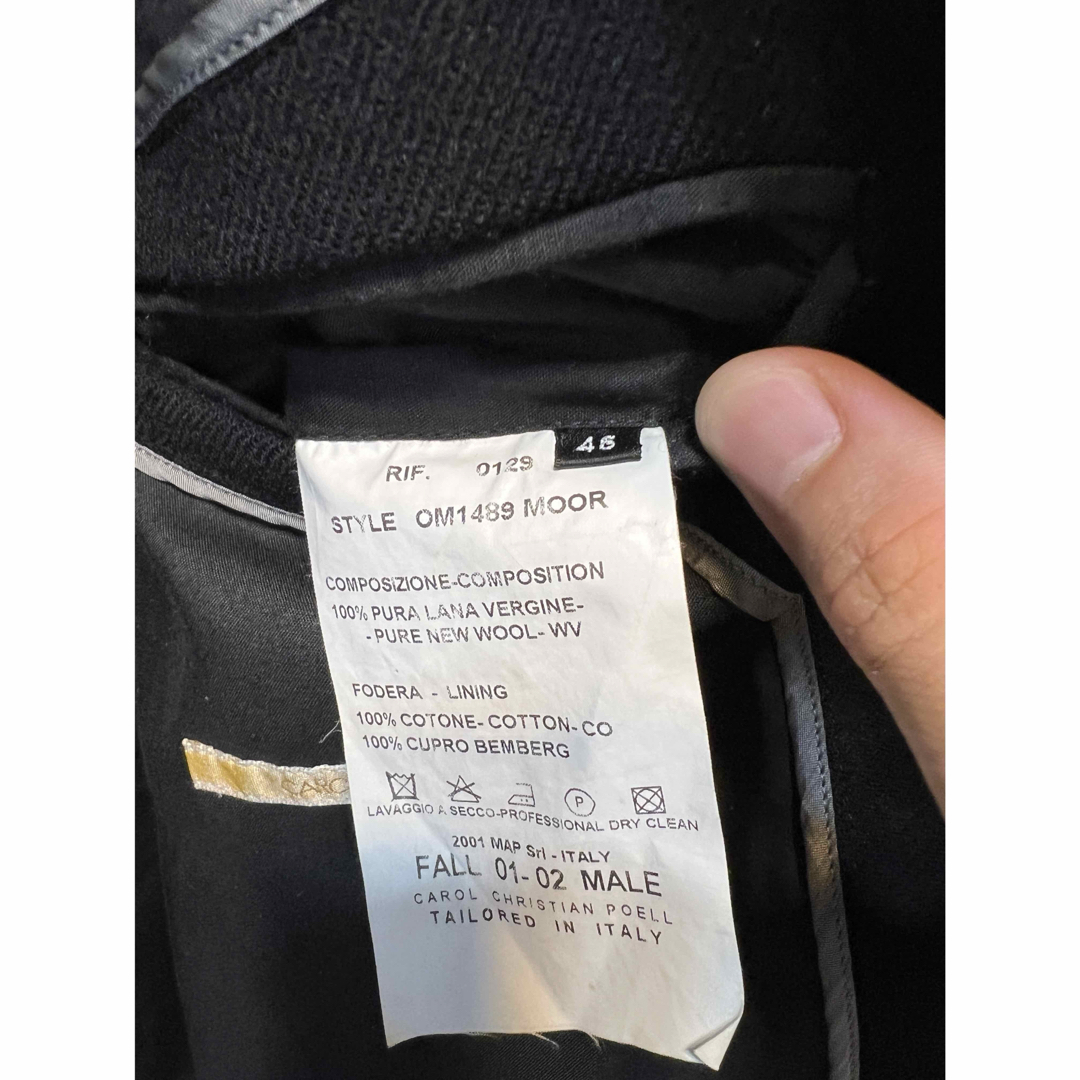 46
RIF. 0129
STYLE OM1489 MOOR
COMPOSIZIONE-COMPOSITION
100% PURA LANA VERGINE-
-PURE NEW WOOL- WV
FODERA - LINING
100% COTONE- COTTON- CO
100% CUPRO BEMBERG
P
LAVAGGIO A SECCO-PROFESSIONAL DRY CLEAN
2001 MAP Srl - ITALY
FALL 01-02 MALE
CAROL CHRISTIAN POELL
TAILORED IN ITALY